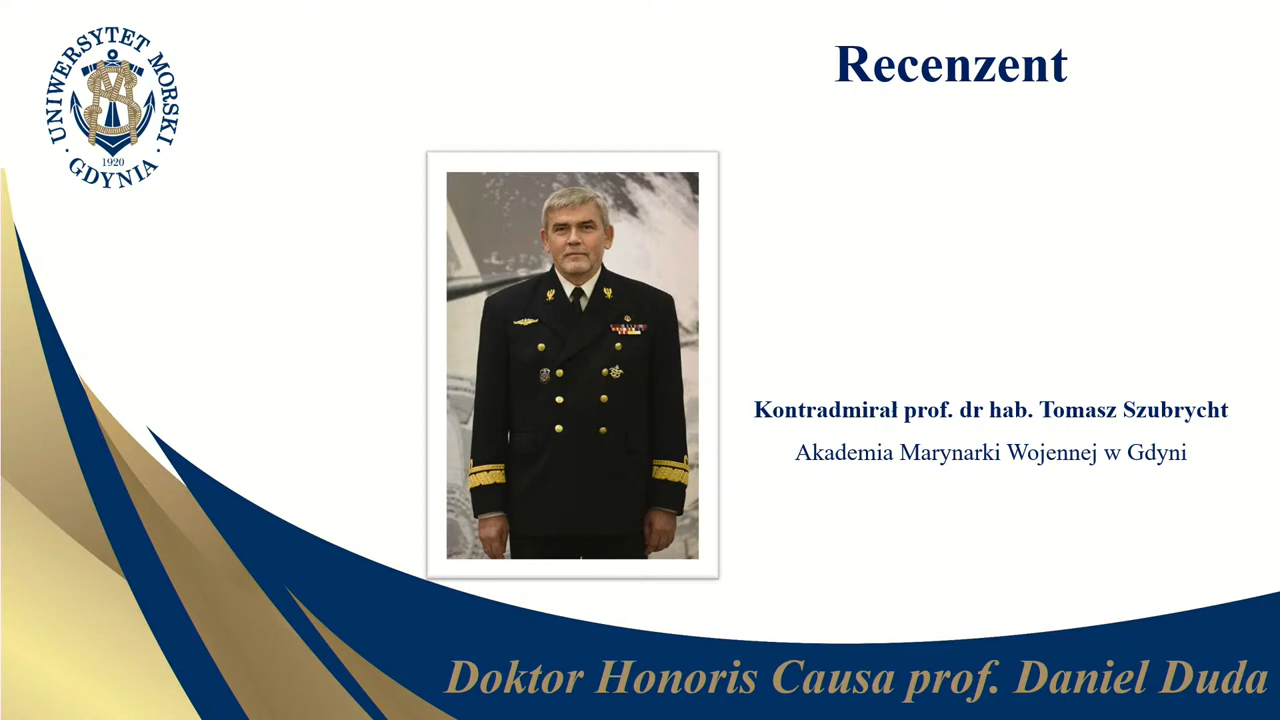 UNIWERSYTET MORSKI
1920
· GDYNIA ·
Recenzent
Kontradmirał prof. dr hab. Tomasz Szubrycht
Akademia Marynarki Wojennej w Gdyni
Doktor Honoris Causa prof. Daniel Duda